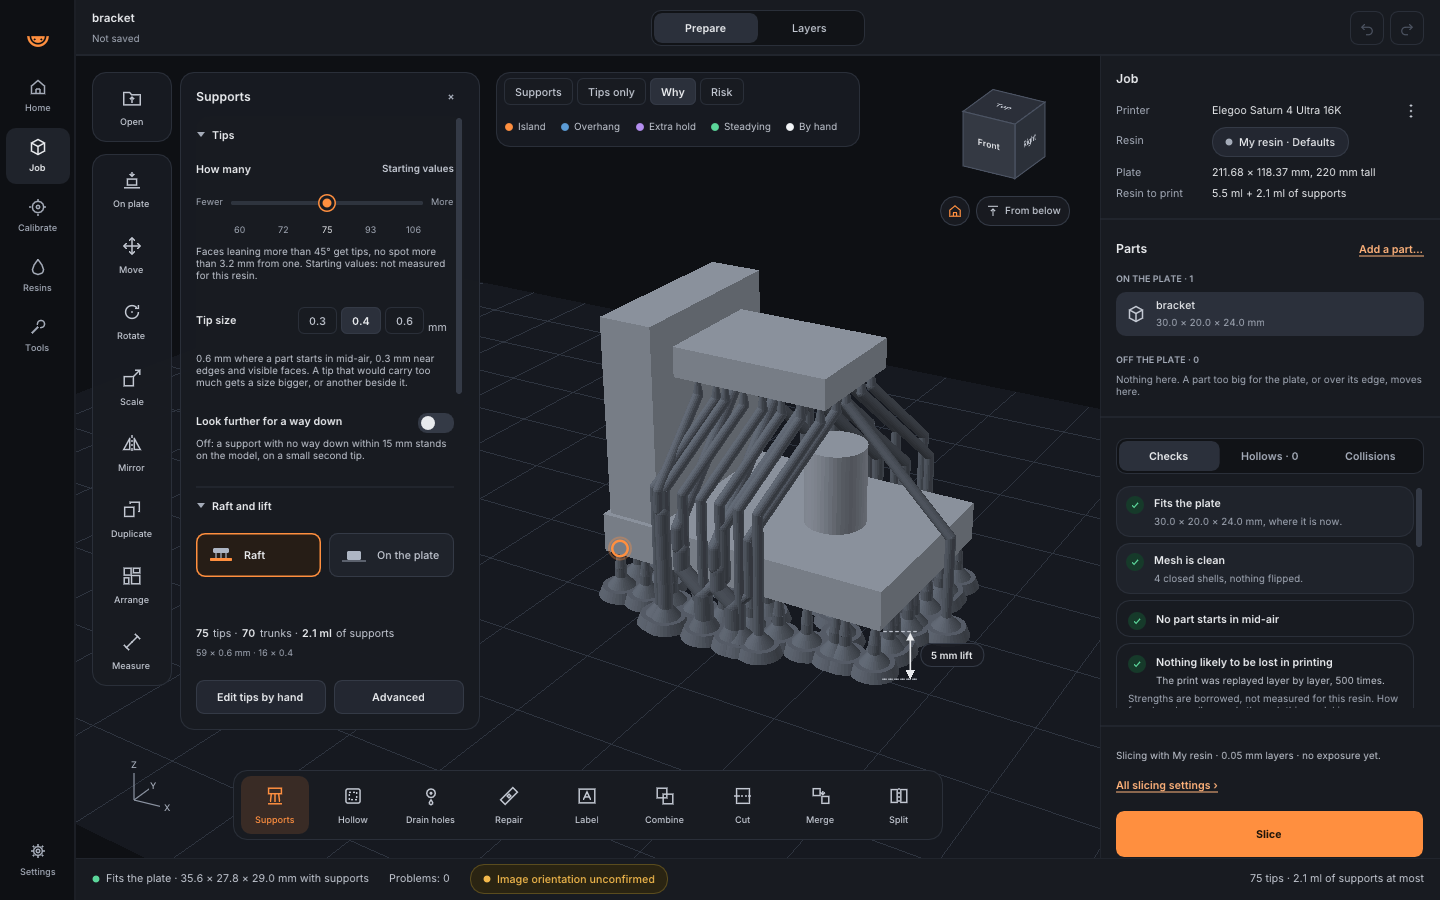 bracket
Not saved
Prepare
Layers
Home
Job
Calibrate
Resins
Tools
Settings
Open
On plate
Move
Rotate
Scale
Mirror
Duplicate
Arrange
Measure
Supports
×
Tips
How many
Starting values
Fewer
More
60 72 75 93 106
Faces leaning more than 45° get tips, no spot more
than 3.2 mm from one. Starting values: not measured
for this resin.
Tip size
0.3
0.4
0.6
mm
0.6 mm where a part starts in mid-air, 0.3 mm near
edges and visible faces. A tip that would carry too
much gets a size bigger, or another beside it.
Look further for a way down
Off: a support with no way down within 15 mm stands
on the model, on a small second tip.
Raft and lift
Raft
On the plate
75 tips · 70 trunks · 2.1 ml of supports
59 × 0.6 mm · 16 × 0.4
Edit tips by hand
Advanced
Supports
Tips only
Why
Risk
Island
Overhang
Extra hold
Steadying
By hand
Top
Front
Right
From below
5 mm lift
Z
Y
X
Supports
Hollow
Drain holes
Repair
Label
Combine
Cut
Merge
Split
Job
Printer
Elegoo Saturn 4 Ultra 16K
Resin
My resin · Defaults
Plate
211.68 × 118.37 mm, 220 mm tall
Resin to print
5.5 ml + 2.1 ml of supports
Parts
Add a part...
ON THE PLATE · 1
bracket
30.0 × 20.0 × 24.0 mm
OFF THE PLATE · 0
Nothing here. A part too big for the plate, or over its edge, moves
here.
Checks
Hollows · 0
Collisions
Fits the plate
30.0 × 20.0 × 24.0 mm, where it is now.
Mesh is clean
4 closed shells, nothing flipped.
No part starts in mid-air
Nothing likely to be lost in printing
The print was replayed layer by layer, 500 times.
Strengths are borrowed, not measured for this resin. How
Slicing with My resin · 0.05 mm layers · no exposure yet.
All slicing settings ›
Slice
Fits the plate · 35.6 × 27.8 × 29.0 mm with supports
Problems: 0
Image orientation unconfirmed
75 tips · 2.1 ml of supports at most